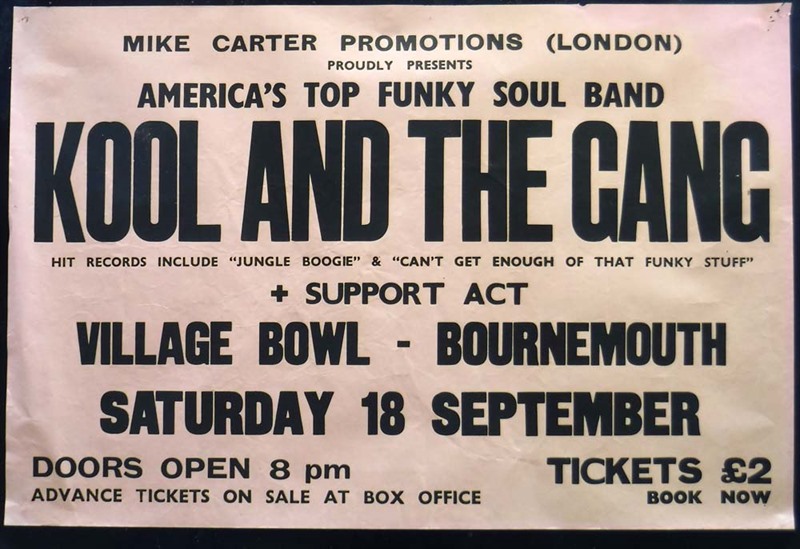 MIKE CARTER PROMOTIONS (LONDON)
PROUDLY PRESENTS
AMERICA'S TOP FUNKY SOUL BAND
KOOL AND THE GANG
HIT RECORDS INCLUDE "JUNGLE BOOGIE" & "CAN'T GET ENOUGH OF THAT FUNKY STUFF"
+ SUPPORT ACT
VILLAGE BOWL - BOURNEMOUTH
SATURDAY 18 SEPTEMBER
DOORS OPEN 8 pm
ADVANCE TICKETS ON SALE AT BOX OFFICE
TICKETS £2
BOOK NOW